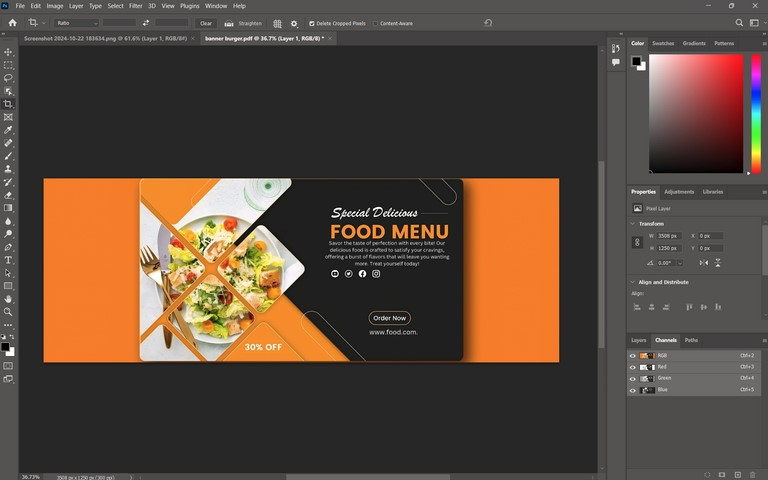 File Edit Image Layer Type Select Filter 3D View Plugins Window Help
Ratio Clear Straighten Delete Cropped Pixels Content-Aware
Screenshot 2024-10-22 183634.png @ 61.6% (Layer 1, RGB/8#) × banner burger.pdf @ 36.7% (Layer 1, RGB/8) * ×
Color Swatches Gradients Patterns
Special Delicious
FOOD MENU
Savor the taste of perfection with every bite! Our
delicious food is crafted to satisfy your cravings,
offering a burst of flavors that will leave you wanting
more. Treat yourself today!
Order Now
www.food.com.
30% OFF
Properties Adjustments Libraries
Pixel Layer
Transform
W 3508 px X 0 px
H 1250 px Y 0 px
0.00°
Align and Distribute
Align:
Layers Channels Paths
RGB Ctrl+2
Red Ctrl+3
Green Ctrl+4
Blue Ctrl+5
36.73% 3508 px x 1250 px (300 ppi)